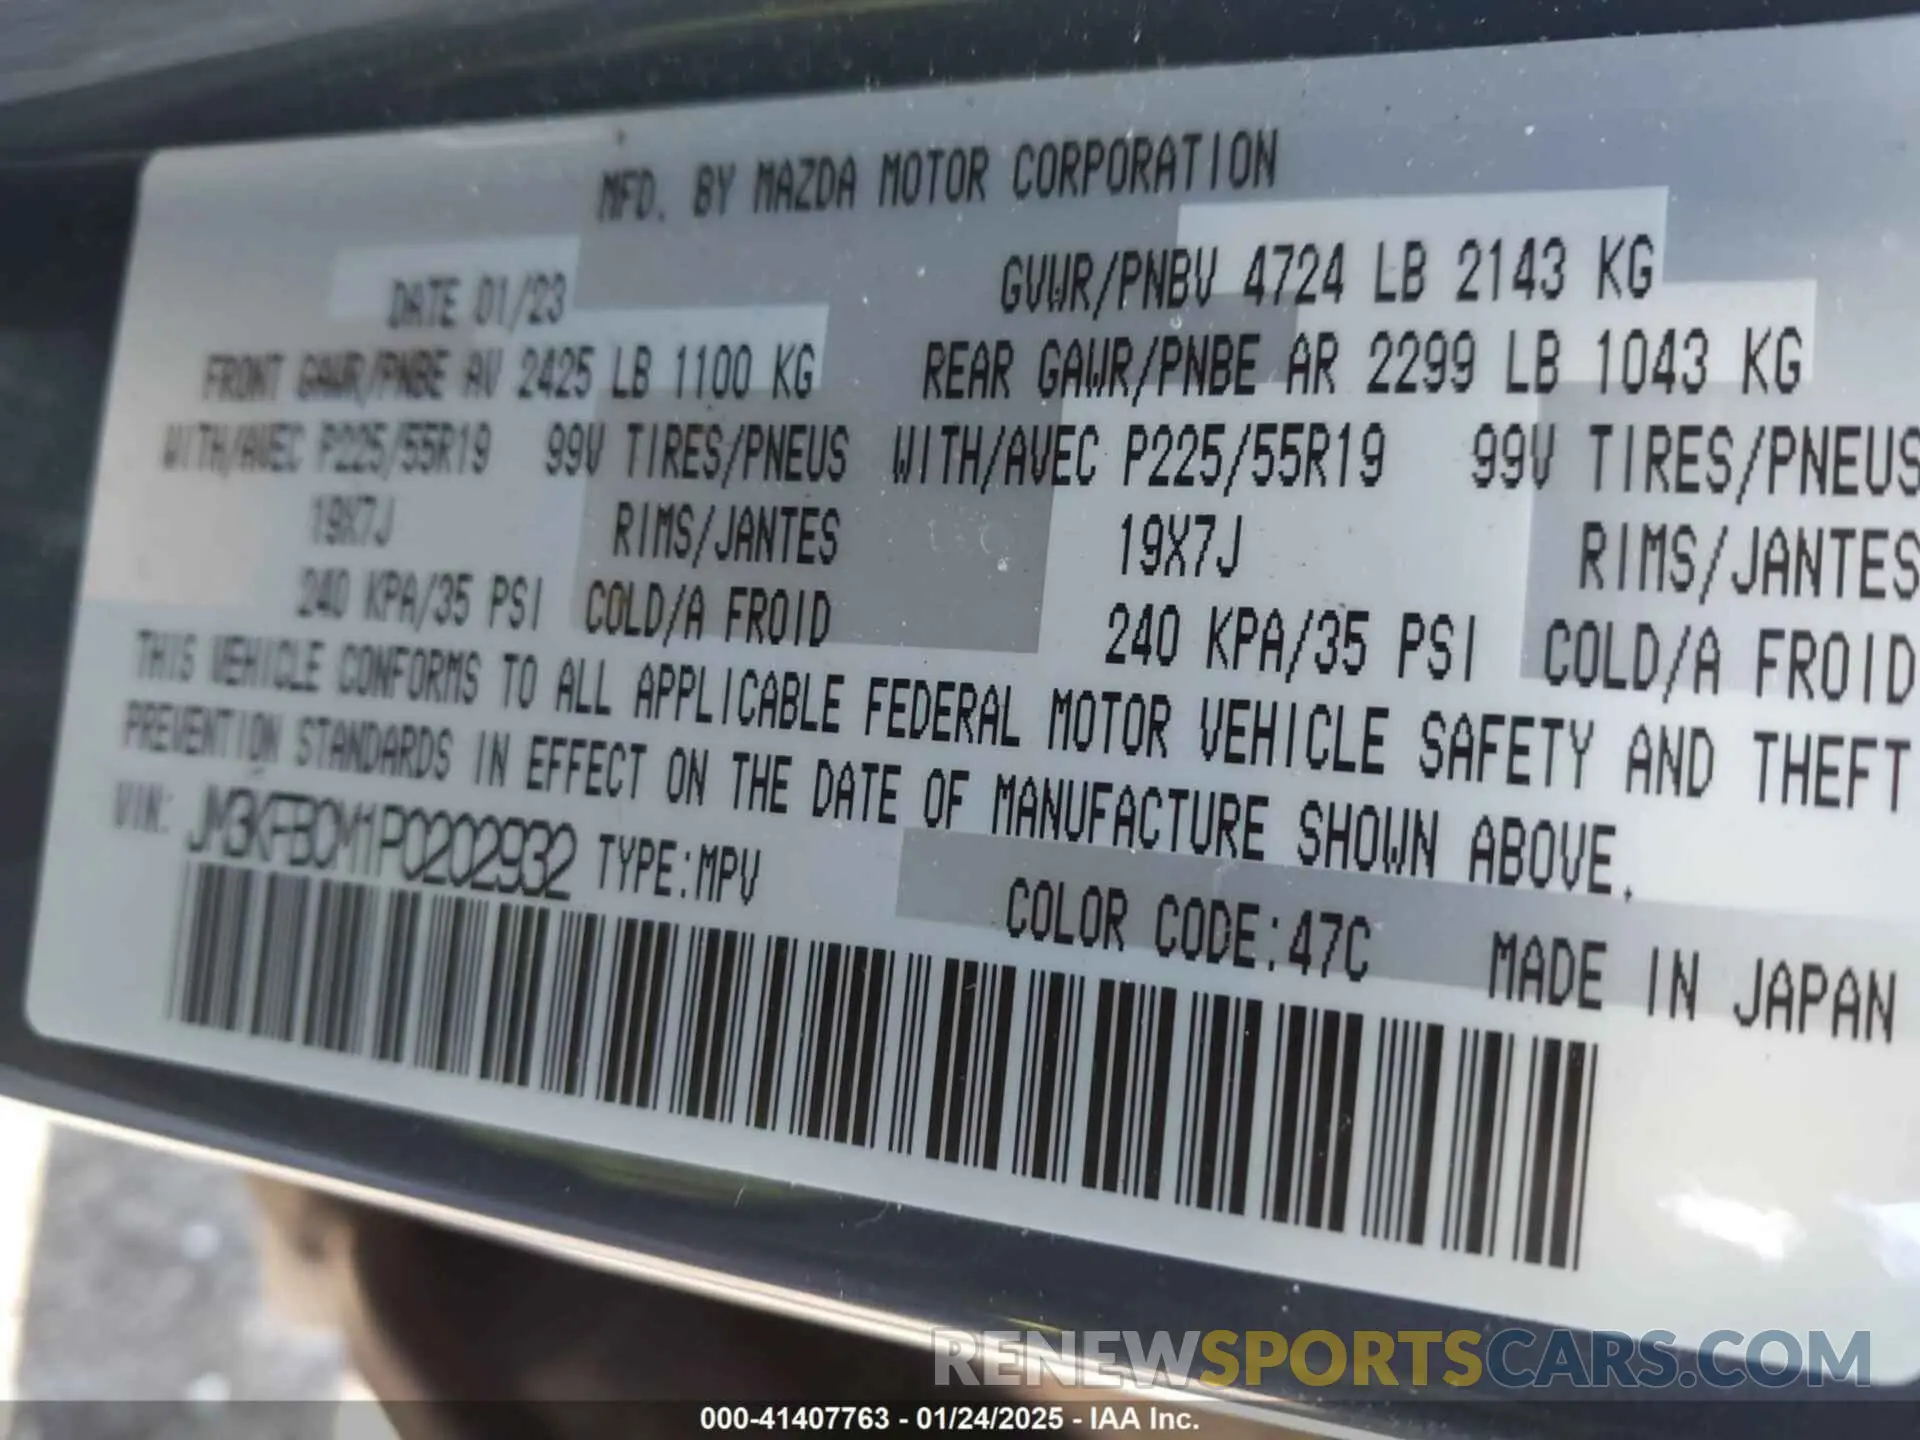 MFD. BY MAZDA MOTOR CORPORATION
DATE 01/23 GVWR/PNBV 4724 LB 2143 KG
FRONT GAWR/PNBE AV 2425 LB 1100 KG REAR GAWR/PNBE AR 2299 LB 1043 KG
WITH/AVEC P225/55R19 99V TIRES/PNEUS WITH/AVEC P225/55R19 99V TIRES/PNEUS
19X7J RIMS/JANTES 19X7J RIMS/JANTES
240 KPA/35 PSI COLD/A FROID 240 KPA/35 PSI COLD/A FROID
THIS VEHICLE CONFORMS TO ALL APPLICABLE FEDERAL MOTOR VEHICLE SAFETY AND THEFT
PREVENTION STANDARDS IN EFFECT ON THE DATE OF MANUFACTURE SHOWN ABOVE.
VIN: JM3KFBCM1P0202932 TYPE:MPV
COLOR CODE:47C MADE IN JAPAN
RENEWSPORTSCARS.COM
000-41407763 - 01/24/2025 - IAA Inc.